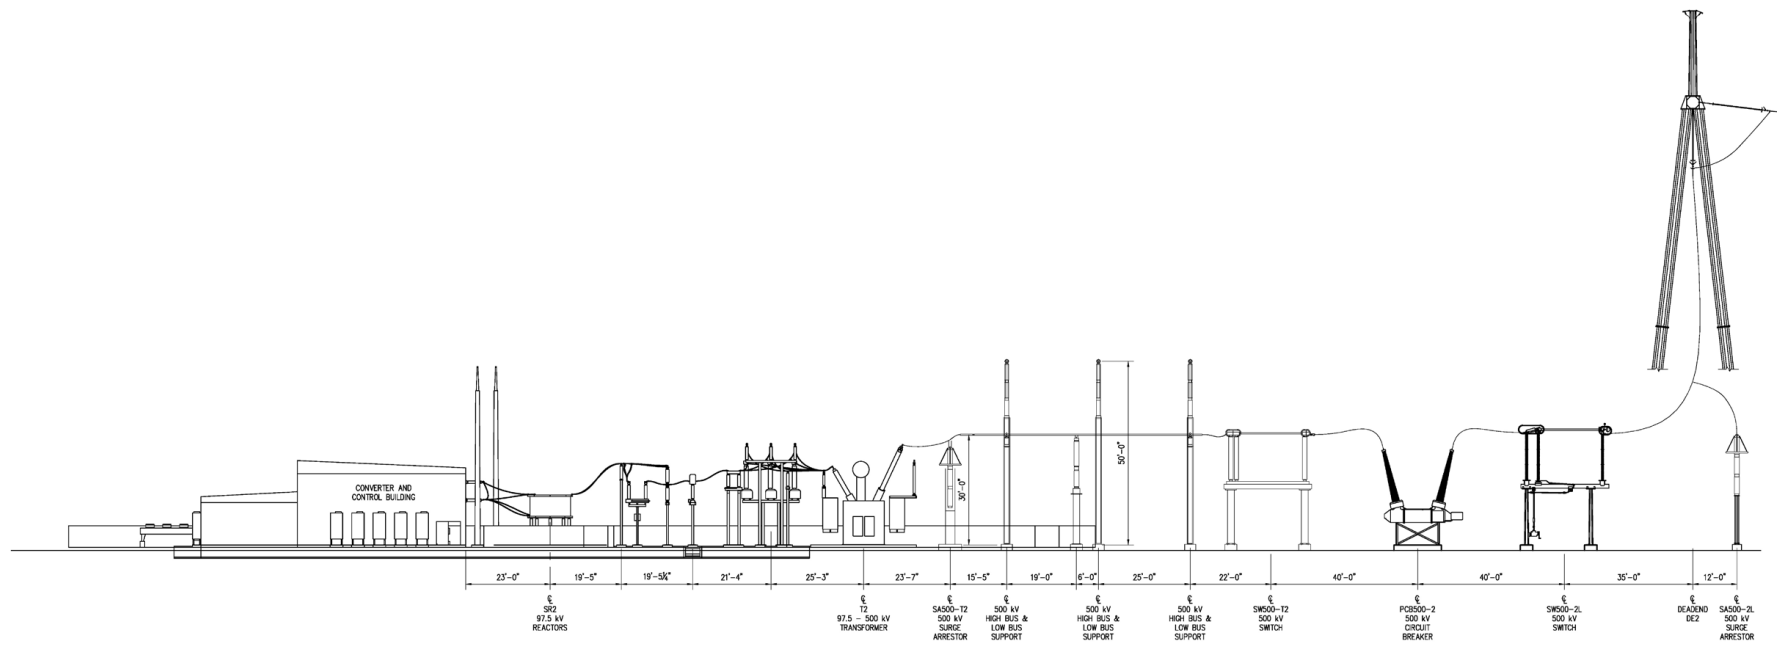 CONVERTER AND
CONTROL BUILDING
30'-0"
50'-0"
23'-0"
19'-5"
19'-5¼"
21'-4"
25'-3"
23'-7"
15'-5"
19'-0"
6'-0"
25'-0"
22'-0"
40'-0"
40'-0"
35'-0"
12'-0"
℄
SR2
97.5 kV
REACTORS
℄
T2
97.5 - 500 kV
TRANSFORMER
℄
SA500-T2
500 kV
SURGE
ARRESTOR
℄
500 kV
HIGH BUS &
LOW BUS
SUPPORT
℄
500 kV
HIGH BUS &
LOW BUS
SUPPORT
℄
500 kV
HIGH BUS &
LOW BUS
SUPPORT
℄
SW500-T2
500 kV
SWITCH
℄
PCB500-2
500 kV
CIRCUIT
BREAKER
℄
SW500-2L
500 kV
SWITCH
℄
DEADEND
DE2
℄
SA500-2L
500 kV
SURGE
ARRESTOR